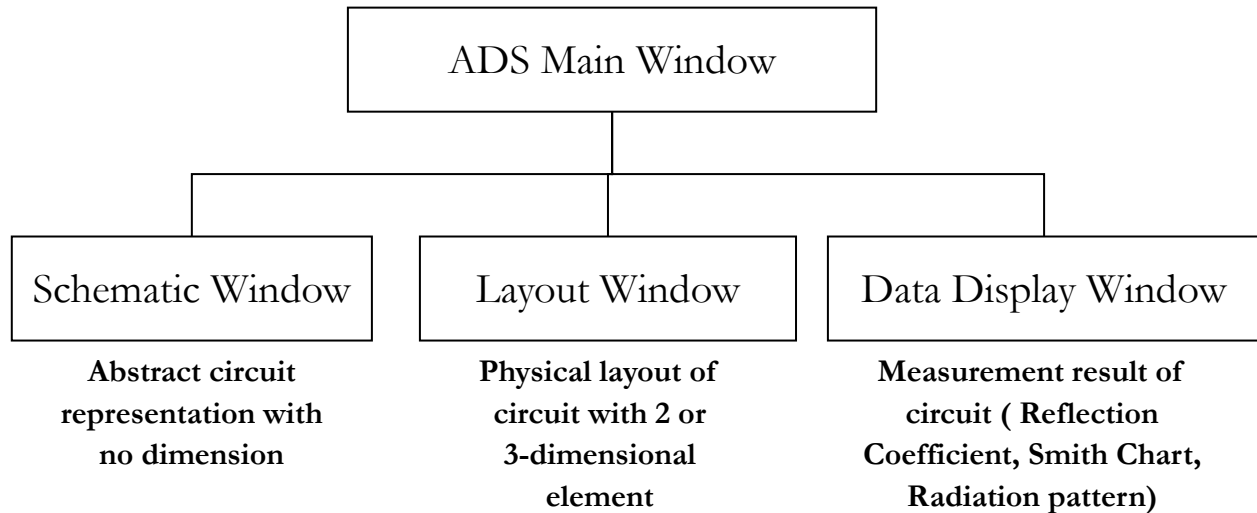 ADS Main Window
Schematic Window
Abstract circuit
representation with
no dimension
Layout Window
Physical layout of
circuit with 2 or
3-dimensional
element
Data Display Window
Measurement result of
circuit ( Reflection
Coefficient, Smith Chart,
Radiation pattern)